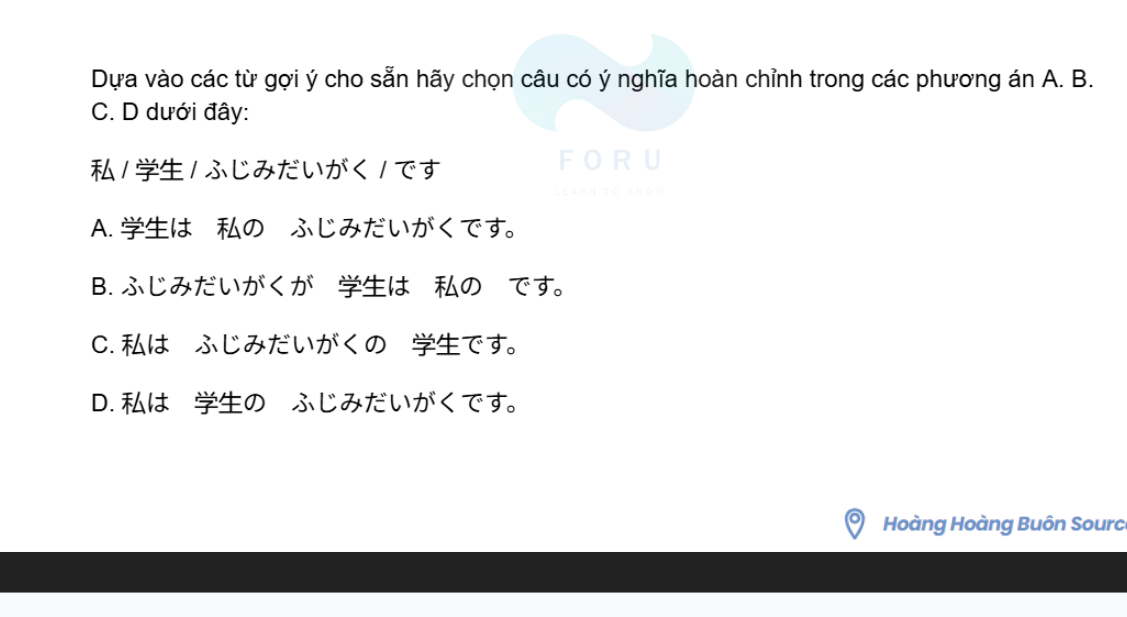 Dựa vào các từ gợi ý cho sẵn hãy chọn câu có ý nghĩa hoàn chỉnh trong các phương án A. B.
C. D dưới đây:
私 / 学生 / ふじみだいがく / です
FORU
LEARN TO KNOW
A. 学生は　私の　ふじみだいがくです。
B. ふじみだいがくが　学生は　私の　です。
C. 私は　ふじみだいがくの　学生です。
D. 私は　学生の　ふじみだいがくです。
Hoàng Hoàng Buôn Sourc